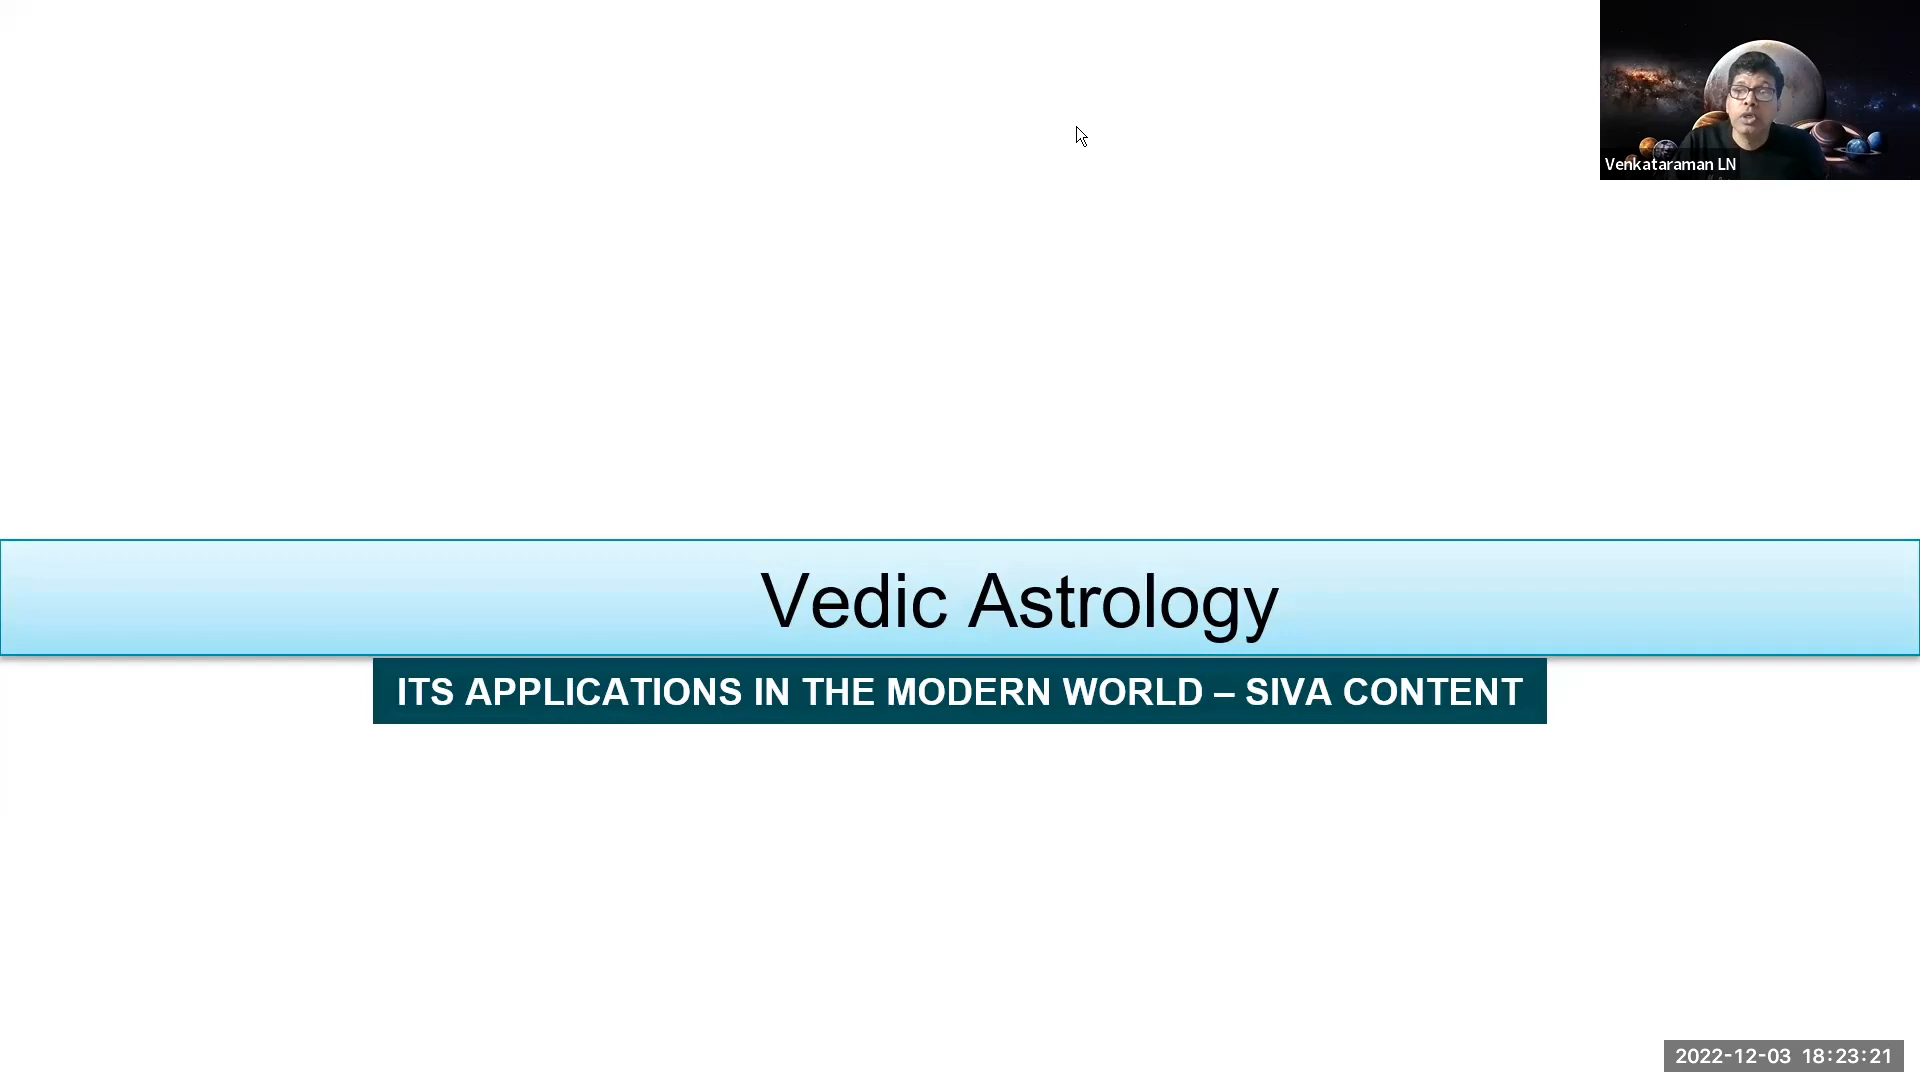 Venkataraman LN
Vedic Astrology
ITS APPLICATIONS IN THE MODERN WORLD – SIVA CONTENT
2022-12-03 18:23:21